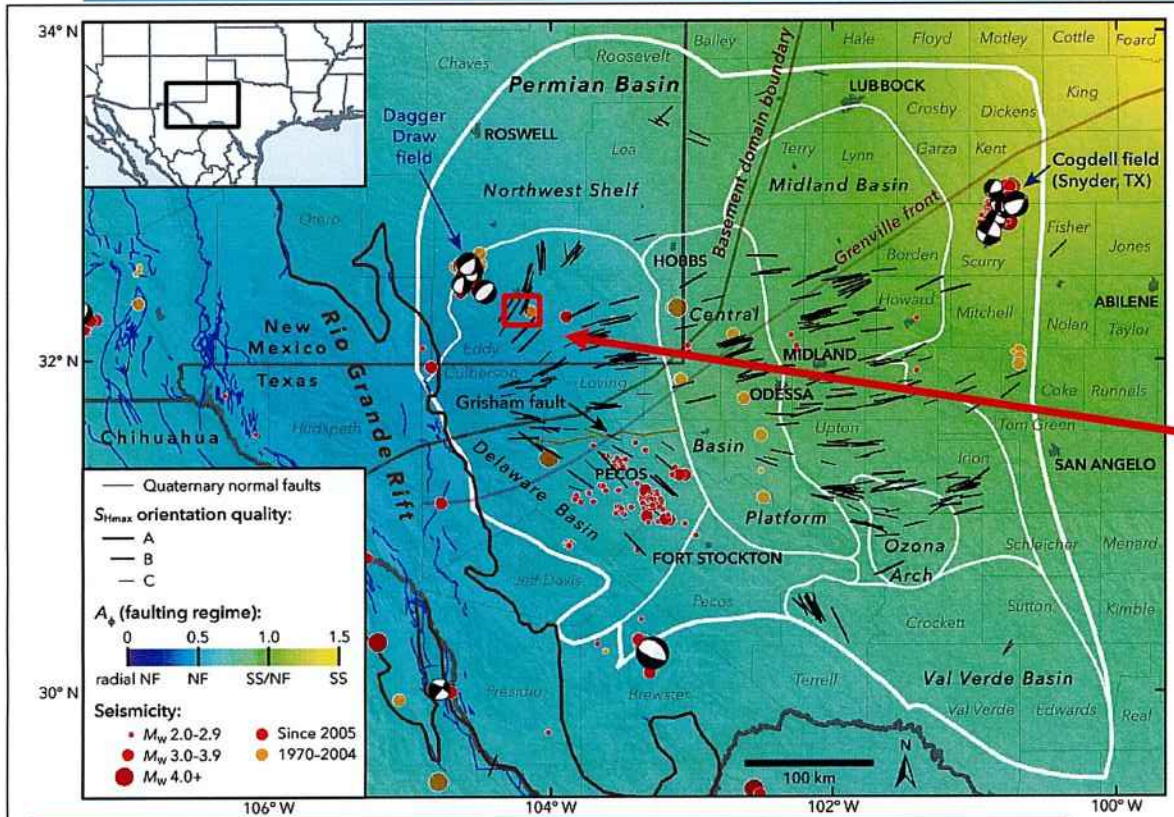 34° N
32° N
30° N
106° W
104° W
102° W
100° W
Chaves
Roosevelt
Bailey
Hale
Floyd
Motley
Cottle
Foard
Permian Basin
LUBBOCK
King
Dagger
Draw
field
ROSWELL
Crosby
Dickens
Lea
Terry
Lynn
Garza
Kent
Cogdell field
(Snyder, TX)
Northwest Shelf
Basement domain boundary
Midland Basin
Grenville front
Otero
Fisher
Jones
HOBBS
Borden
Scurry
Central
Howard
Mitchell
ABILENE
New
Mexico
Rio Grande Rift
Eddy
MIDLAND
Nolan
Taylor
Texas
Culberson
Loving
ODESSA
Coke
Runnels
Chihuahua
Hudspeth
Grisham fault
Upton
Tom Green
Basin
Irion
SAN ANGELO
Delaware Basin
PECOS
Platform
FORT STOCKTON
Ozona
Arch
Schleicher
Menard
Jeff Davis
Pecos
Crockett
Sutton
Kimble
Val Verde Basin
Presidio
Brewster
Terrell
Val Verde
Edwards
Real
Quaternary normal faults
SHmax orientation quality:
A
B
C
Aϕ (faulting regime):
0 0.5 1.0 1.5
radial NF NF SS/NF SS
Seismicity:
Mw 2.0-2.9
Since 2005
Mw 3.0-3.9
1970-2004
Mw 4.0+
100 km
N